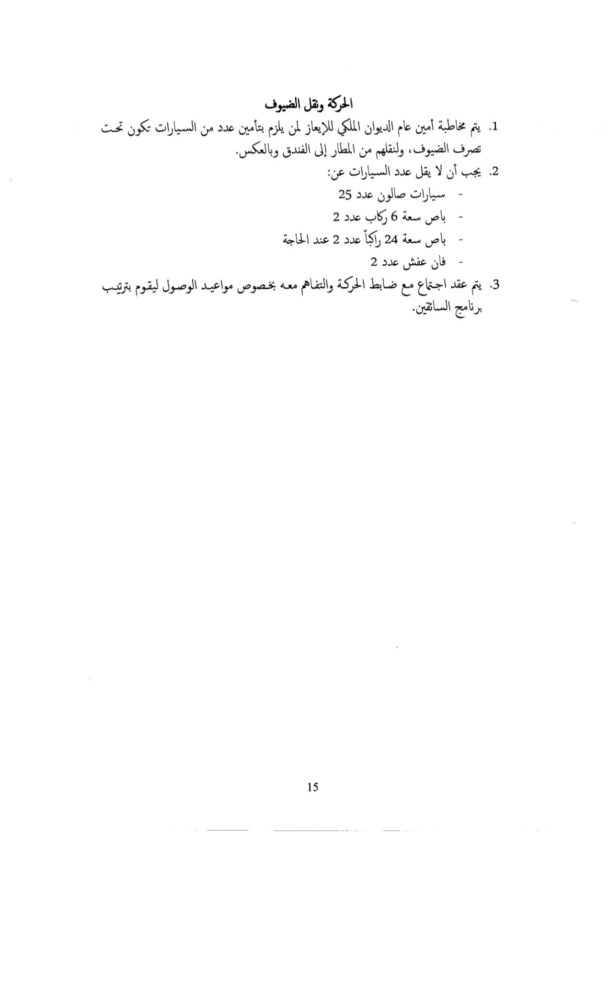 الحركة ونقل الضيوف
1. يتم مخاطبة أمين عام الديوان الملكي للإيعاز لمن يلزم بتأمين عدد من السيارات تكون تحت
تصرف الضيوف، ولنقلهم من المطار إلى الفندق وبالعكس.
2. يجب أن لا يقل عدد السيارات عن:
- سيارات صالون عدد 25
- باص سعة 6 ركاب عدد 2
- باص سعة 24 راكباً عدد 2 عند الحاجة
- فان عفش عدد 2
3. يتم عقد اجتماع مع ضابط الحركة والتفاهم معه بخصوص مواعيد الوصول ليقوم بترتيب
برنامج السائقين.
15